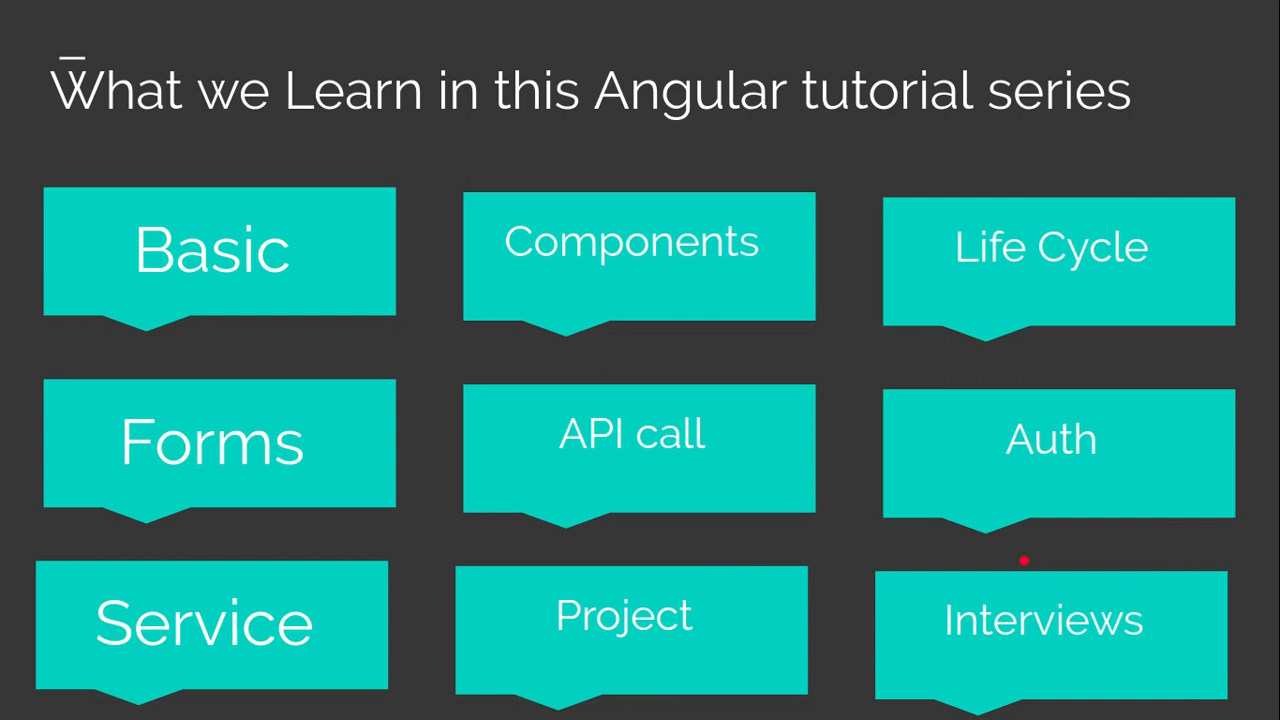 What we Learn in this Angular tutorial series
Basic
Components
Life Cycle
Forms
API call
Auth
Service
Project
Interviews